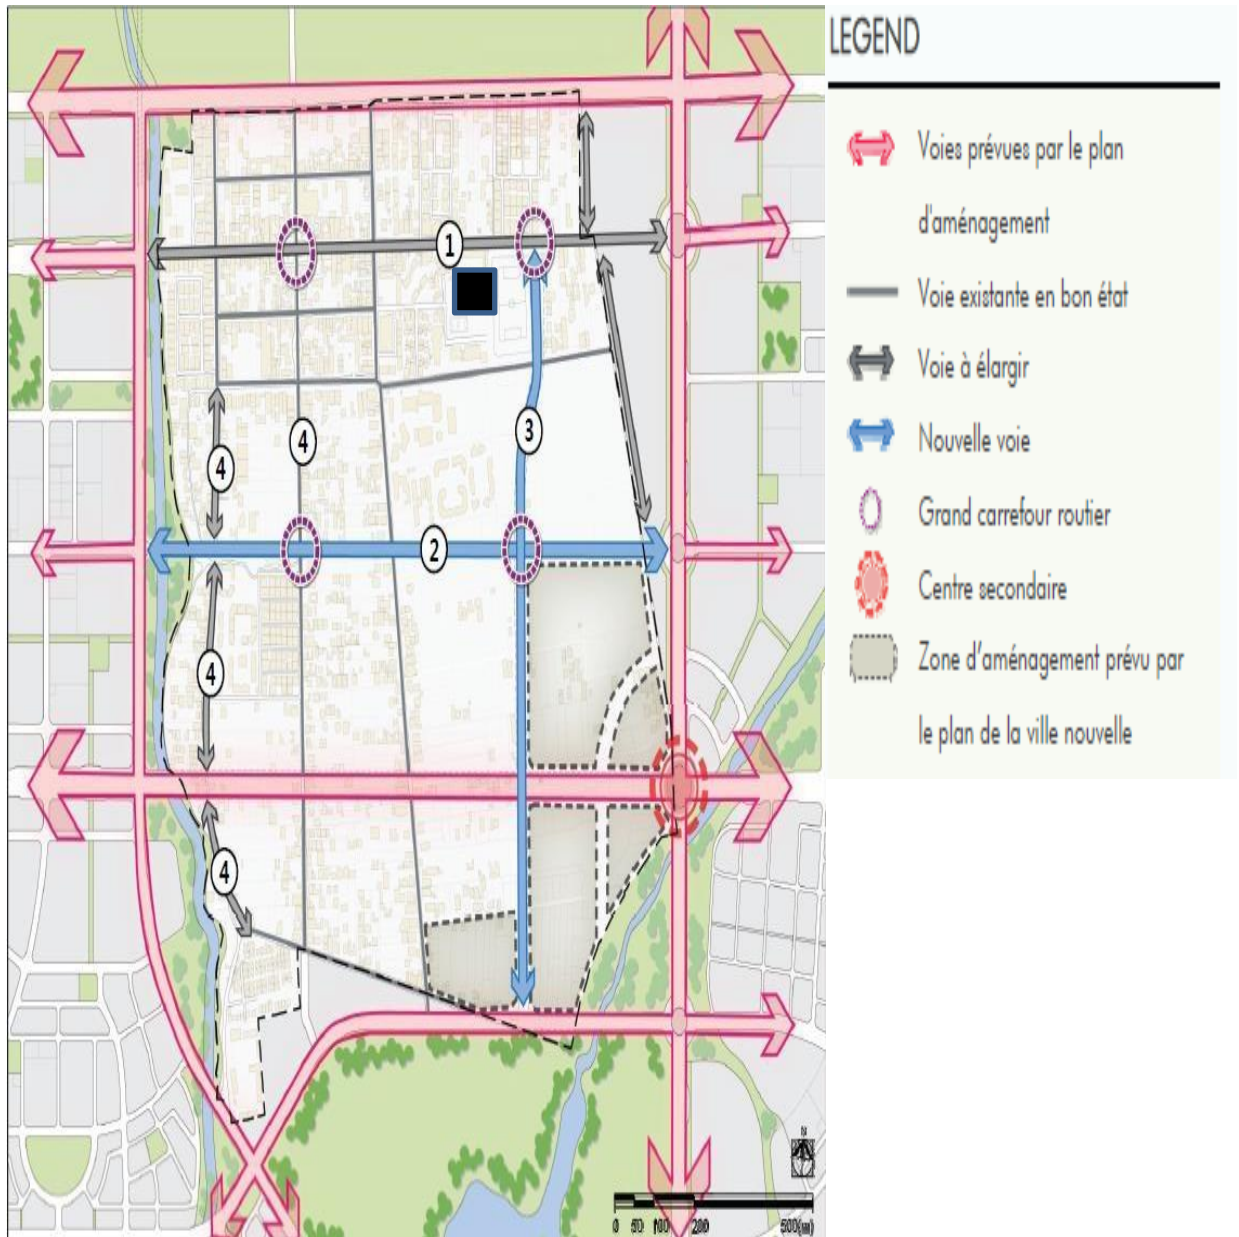 LEGEND
Voies prévues par le plan
d'aménagement
Voie existante en bon état
Voie à élargir
Nouvelle voie
Grand carrefour routier
Centre secondaire
Zone d'aménagement prévu par
le plan de la ville nouvelle
1
4
3
4
2
4
4
0 50 100 200 500(m)